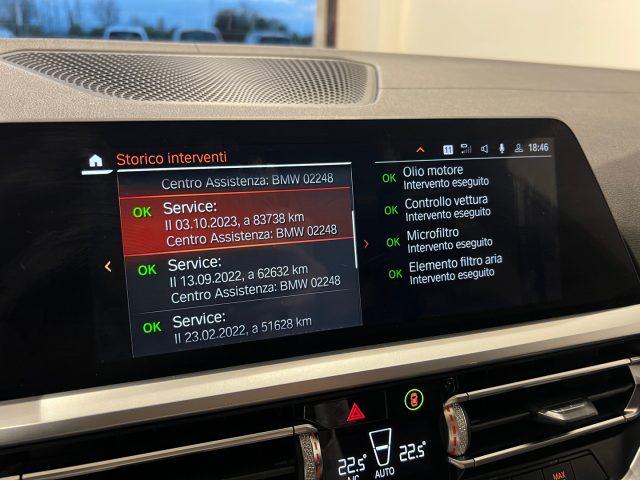 Storico interventi
11
18:46
Centro Assistenza: BMW 02248
OK Service:
Il 03.10.2023, a 83738 km
Centro Assistenza: BMW 02248
OK Service:
Il 13.09.2022, a 62632 km
Centro Assistenza: BMW 02248
OK Service:
Il 23.02.2022, a 51628 km
OK Olio motore
Intervento eseguito
OK Controllo vettura
Intervento eseguito
OK Microfiltro
Intervento eseguito
OK Elemento filtro aria
Intervento eseguito
22.5°
22.5°
A/C
AUTO
MAX